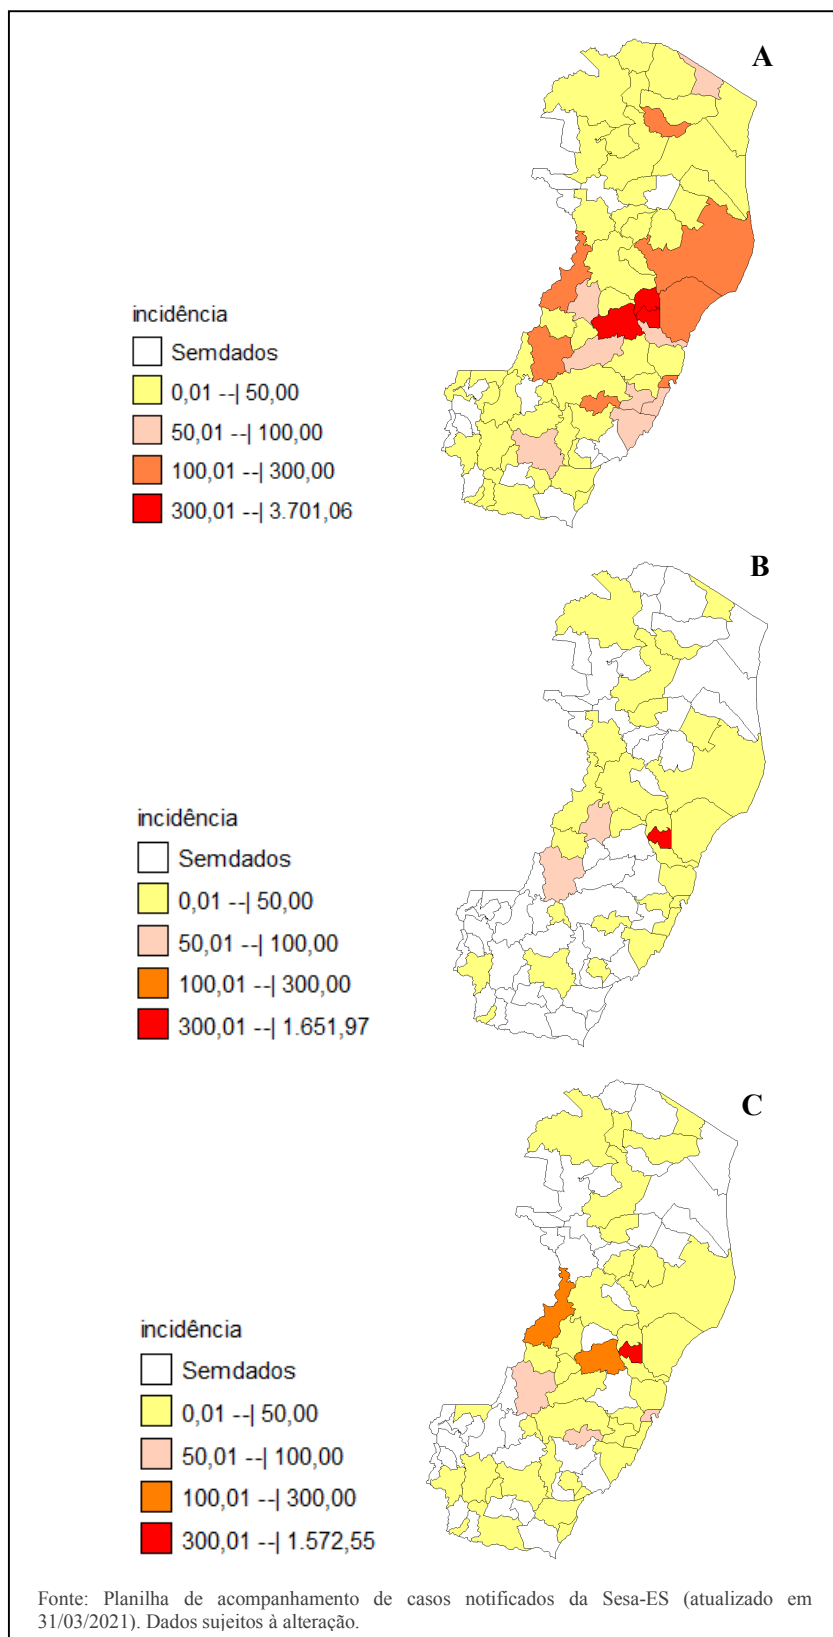 A
incidência
Semdados
0,01 --| 50,00
50,01 --| 100,00
100,01 --| 300,00
300,01 --| 3.701,06
B
incidência
Semdados
0,01 --| 50,00
50,01 --| 100,00
100,01 --| 300,00
300,01 --| 1.651,97
C
incidência
Semdados
0,01 --| 50,00
50,01 --| 100,00
100,01 --| 300,00
300,01 --| 1.572,55
Fonte: Planilha de acompanhamento de casos notificados da Sesa-ES (atualizado em
31/03/2021). Dados sujeitos à alteração.